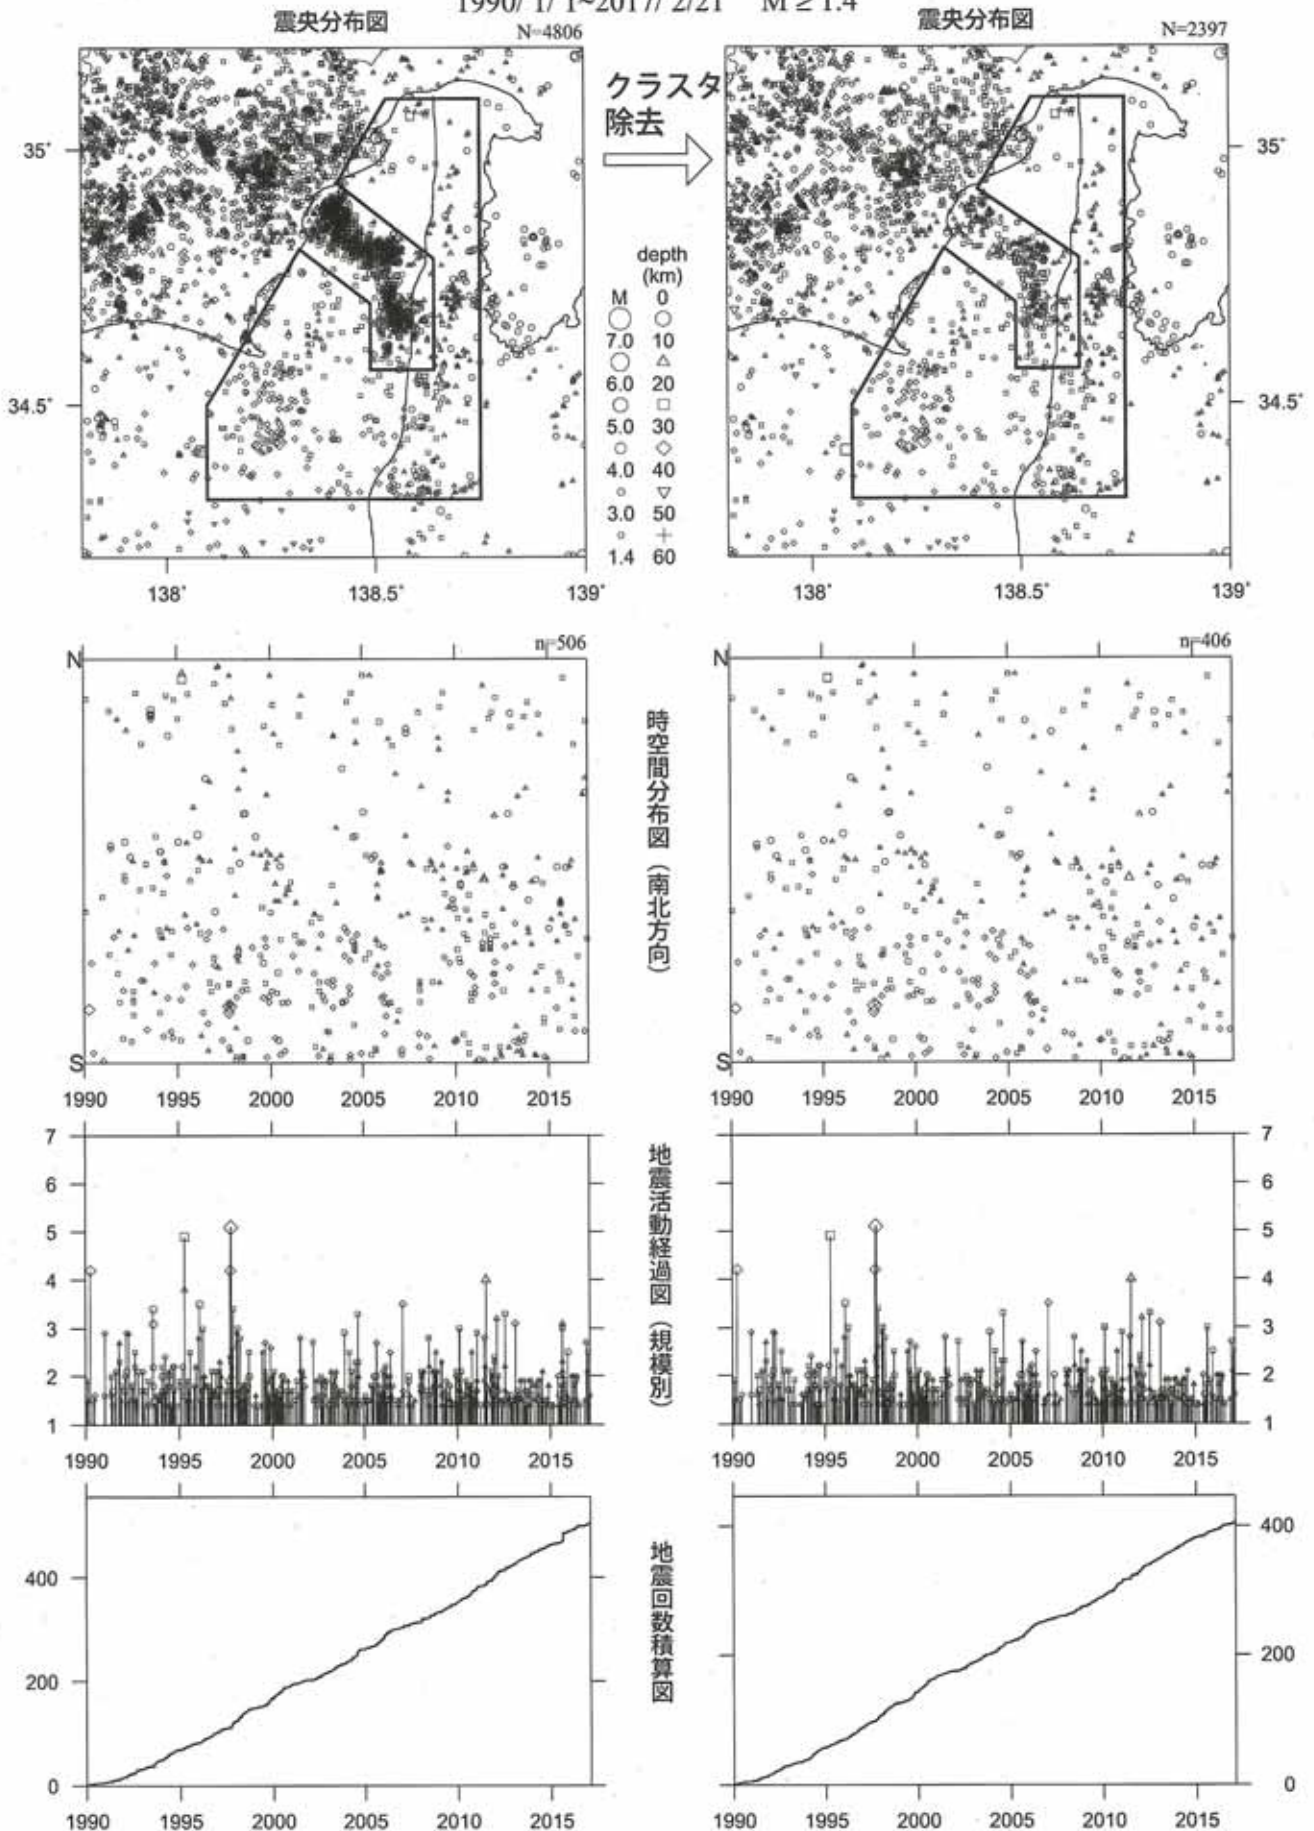 1990/ 1/ 1~2017/ 2/21 M ≥ 1.4
震央分布図
N=4806
震央分布図
N=2397
クラスタ
除去
35˚
34.5˚
35˚
34.5˚
depth
(km)
M 0
7.0 10
6.0 20
5.0 30
4.0 40
3.0 50
1.4 60
138˚ 138.5˚ 139˚
138˚ 138.5˚ 139˚
n=506
n=406
N
S
N
S
時空間分布図(南北方向)
1990 1995 2000 2005 2010 2015
1990 1995 2000 2005 2010 2015
7
6
5
4
3
2
1
地震活動経過図(規模別)
7
6
5
4
3
2
1
1990 1995 2000 2005 2010 2015
1990 1995 2000 2005 2010 2015
400
200
0
地震回数積算図
400
200
0
1990 1995 2000 2005 2010 2015
1990 1995 2000 2005 2010 2015